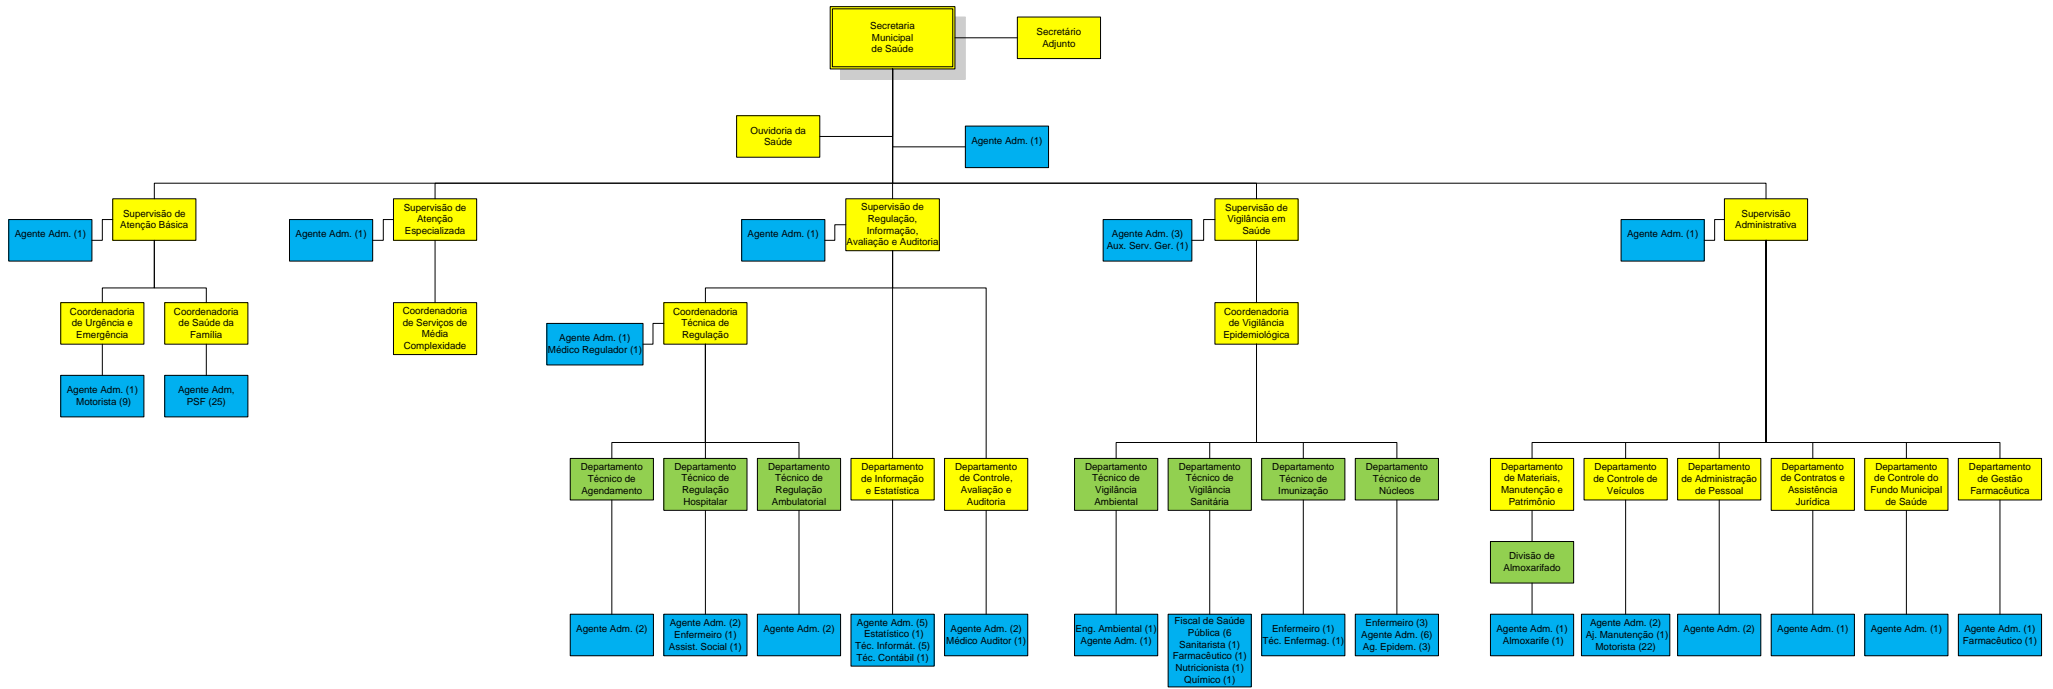 Secretaria
Municipal
de Saúde
Secretário
Adjunto
Ouvidoria da
Saúde
Agente Adm. (1)
Supervisão de
Atenção Básica
Agente Adm. (1)
Supervisão de
Atenção
Especializada
Agente Adm. (1)
Supervisão de
Regulação,
Informação,
Avaliação e Auditoria
Agente Adm. (1)
Supervisão de
Vigilância em
Saúde
Agente Adm. (3)
Aux. Serv. Ger. (1)
Supervisão
Administrativa
Agente Adm. (1)
Coordenadoria
de Urgência e
Emergência
Coordenadoria
de Saúde da
Família
Coordenadoria
de Serviços de
Média
Complexidade
Coordenadoria
Técnica de
Regulação
Agente Adm. (1)
Médico Regulador (1)
Coordenadoria
de Vigilância
Epidemiológica
Agente Adm. (1)
Motorista (9)
Agente Adm,
PSF (25)
Departamento
Técnico de
Agendamento
Departamento
Técnico de
Regulação
Hospitalar
Departamento
Técnico de
Regulação
Ambulatorial
Departamento
de Informação
e Estatística
Departamento
de Controle,
Avaliação e
Auditoria
Departamento
Técnico de
Vigilância
Ambiental
Departamento
Técnico de
Vigilância
Sanitária
Departamento
Técnico de
Imunização
Departamento
Técnico de
Núcleos
Departamento
de Materiais,
Manutenção e
Patrimônio
Departamento
de Controle de
Veículos
Departamento
de Administração
de Pessoal
Departamento
de Contratos e
Assistência
Jurídica
Departamento
de Controle do
Fundo Municipal
de Saúde
Departamento
de Gestão
Farmacêutica
Divisão de
Almoxarifado
Agente Adm. (2)
Agente Adm. (2)
Enfermeiro (1)
Assist. Social (1)
Agente Adm. (2)
Agente Adm. (5)
Estatístico (1)
Téc. Informát. (5)
Téc. Contábil (1)
Agente Adm. (2)
Médico Auditor (1)
Eng. Ambiental (1)
Agente Adm. (1)
Fiscal de Saúde
Pública (6
Sanitarista (1)
Farmacêutico (1)
Nutricionista (1)
Químico (1)
Enfermeiro (1)
Téc. Enfermag. (1)
Enfermeiro (3)
Agente Adm. (6)
Ag. Epidem. (3)
Agente Adm. (1)
Almoxarife (1)
Agente Adm. (2)
Aj. Manutenção (1)
Motorista (22)
Agente Adm. (2)
Agente Adm. (1)
Agente Adm. (1)
Agente Adm. (1)
Farmacêutico (1)